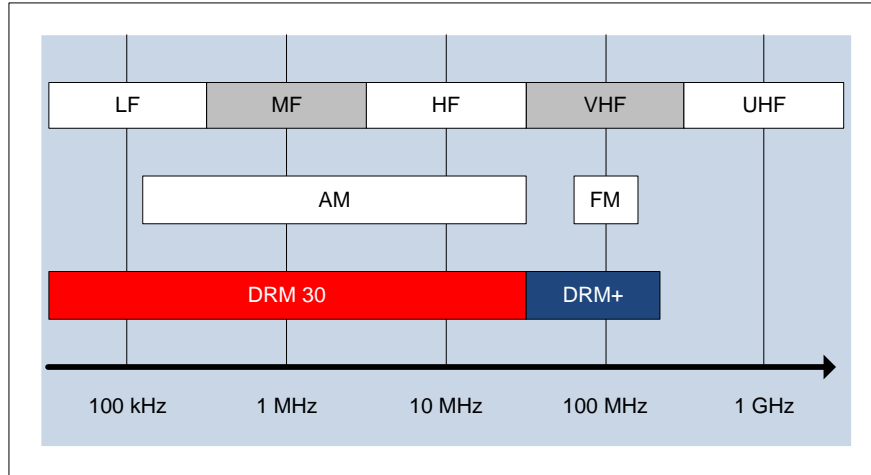 LF MF HF VHF UHF
AM FM
DRM 30 DRM+
100 kHz 1 MHz 10 MHz 100 MHz 1 GHz